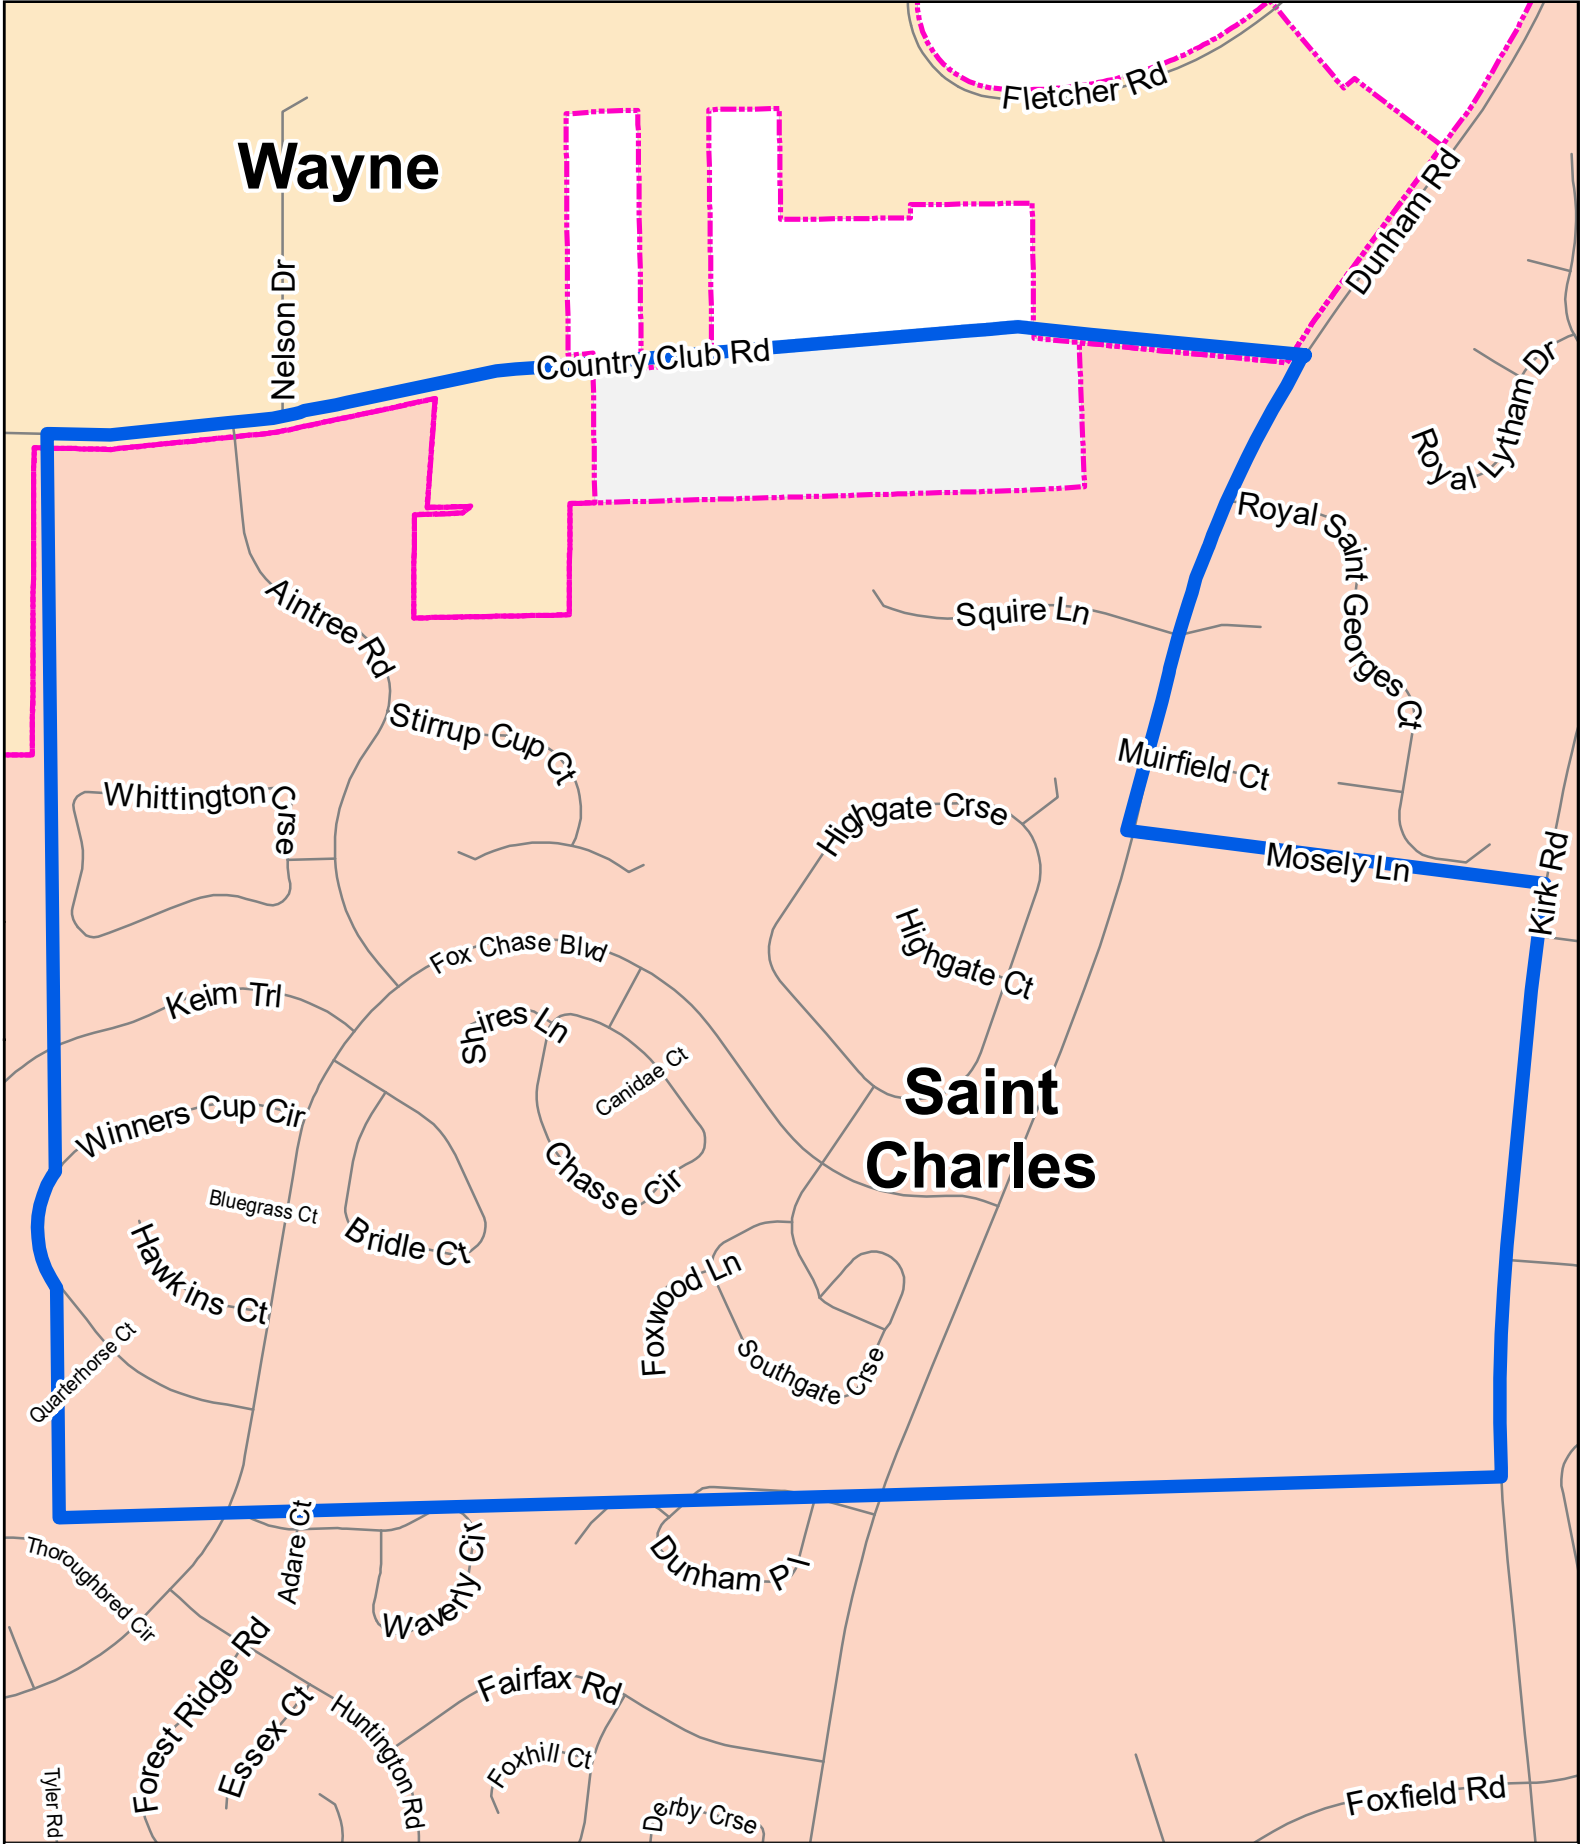 Fletcher Rd
Wayne
Dunham Rd
Nelson Dr
Country Club Rd
Royal Lytham Dr
Royal Saint Georges Ct
Aintree Rd
Squire Ln
Stirrup Cup Ct
Muirfield Ct
Whittington Crse
Highgate Crse
Mosely Ln
Kirk Rd
Highgate Ct
Fox Chase Blvd
Keim Trl
Shires Ln
Canidae Ct
Saint
Charles
Winners Cup Cir
Chasse Cir
Bluegrass Ct
Bridle Ct
Hawkins Ct
Foxwood Ln
Southgate Crse
Quarterhorse Ct
Adare Ct
Thoroughbred Cir
Waverly Cir
Dunham Pl
Forest Ridge Rd
Essex Ct
Huntington Rd
Fairfax Rd
Foxhill Ct
Tyler Rd
Derby Crse
Foxfield Rd